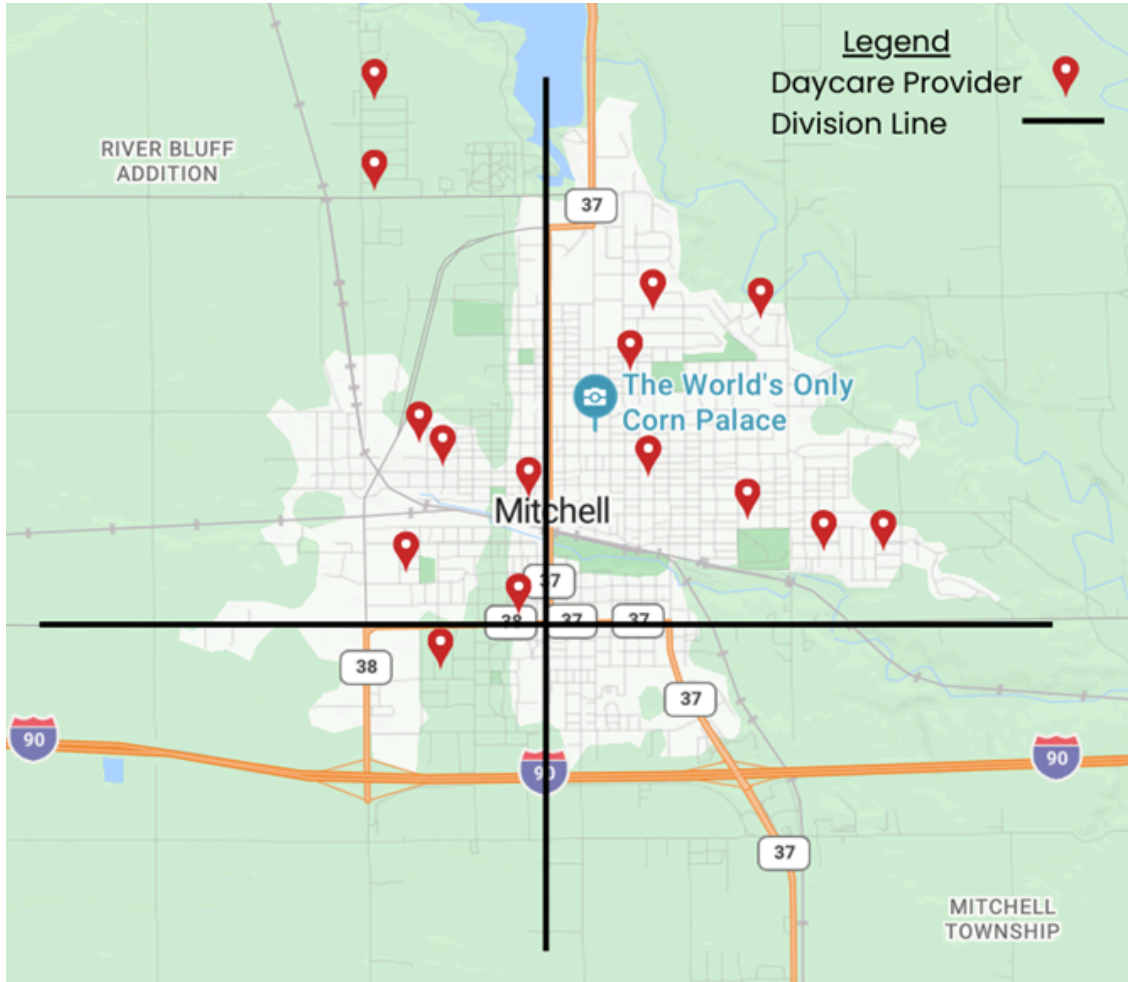 Legend
Daycare Provider
Division Line
RIVER BLUFF
ADDITION
37
The World's Only
Corn Palace
Mitchell
37
38
37
37
38
37
90
90
90
37
MITCHELL
TOWNSHIP